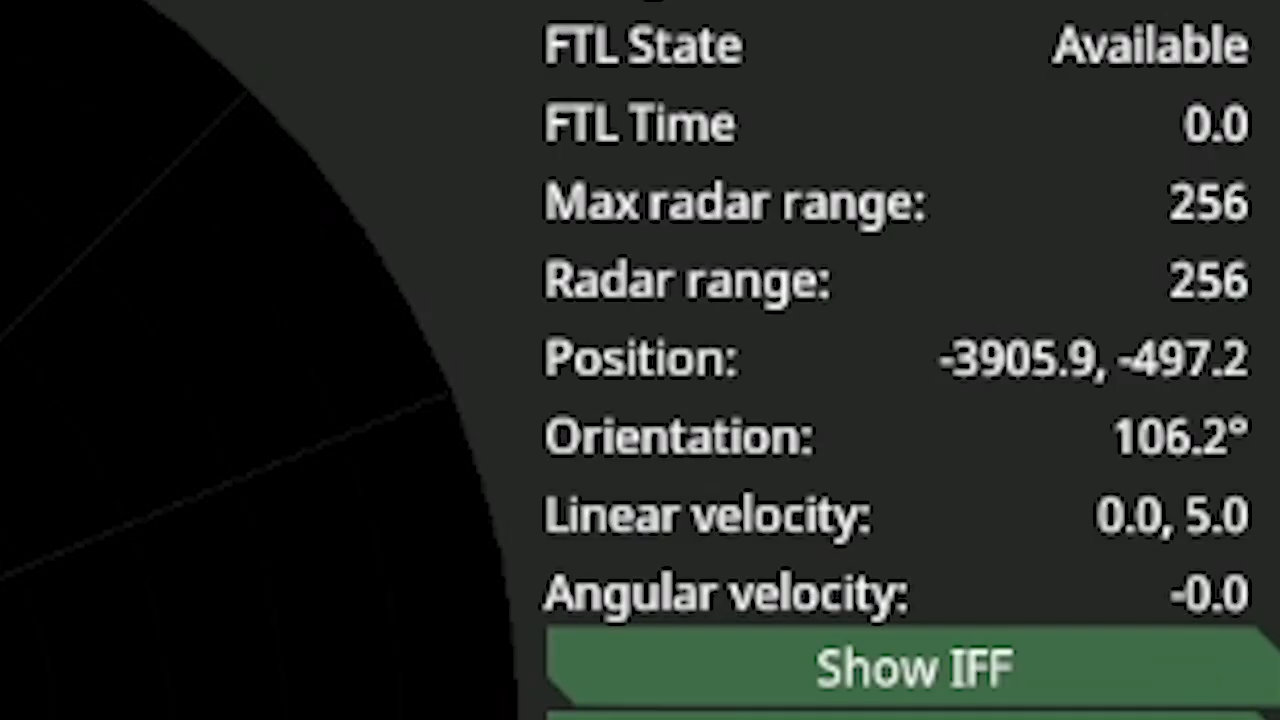 FTL State Available
FTL Time 0.0
Max radar range: 256
Radar range: 256
Position: -3905.9, -497.2
Orientation: 106.2°
Linear velocity: 0.0, 5.0
Angular velocity: -0.0
Show IFF